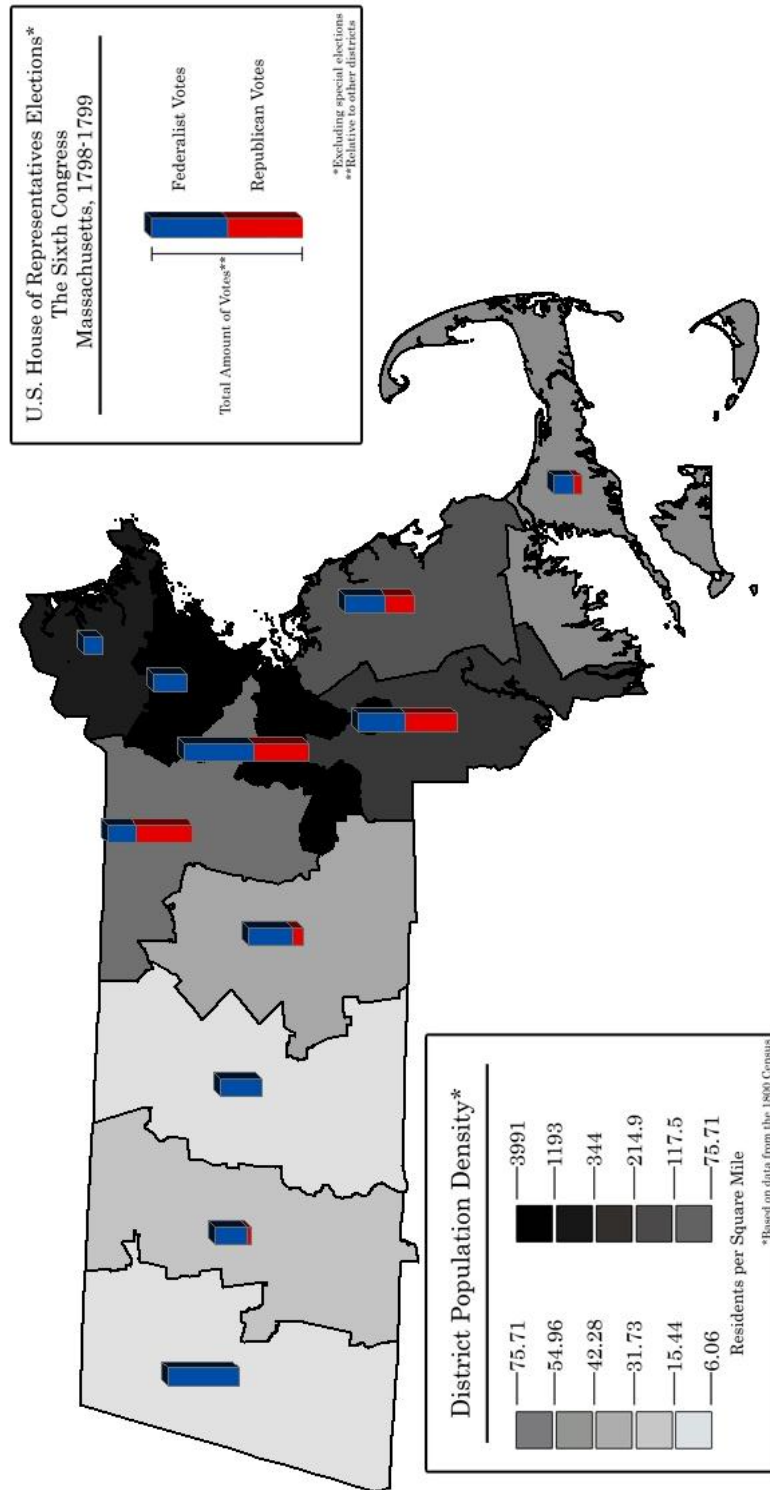 U.S. House of Representatives Elections*
The Sixth Congress
Massachusetts, 1798-1799
Total Amount of Votes**
Federalist Votes
Republican Votes
*Excluding special elections
**Relative to other districts
District Population Density*
75.71
54.96
42.28
31.73
15.44
6.06
3991
1193
344
214.9
117.5
75.71
Residents per Square Mile
*Based on data from the 1800 Census